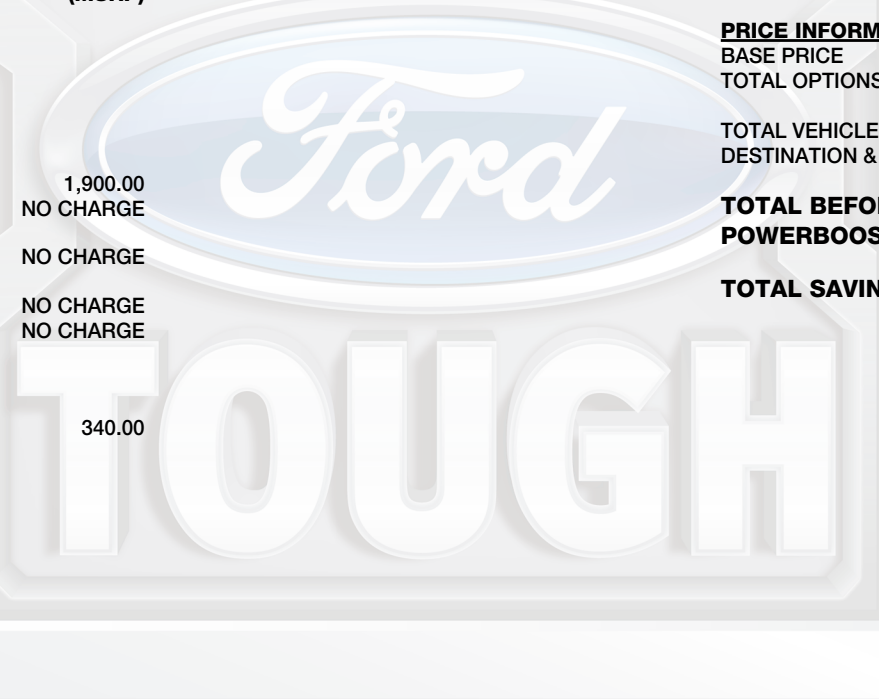 (MSRP)
1,900.00
NO CHARGE
NO CHARGE
NO CHARGE
NO CHARGE
340.00
PRICE INFORM
BASE PRICE
TOTAL OPTIONS
TOTAL VEHICLE
DESTINATION &
TOTAL BEFO
POWERBOOS
TOTAL SAVIN
Ford
TOUGH